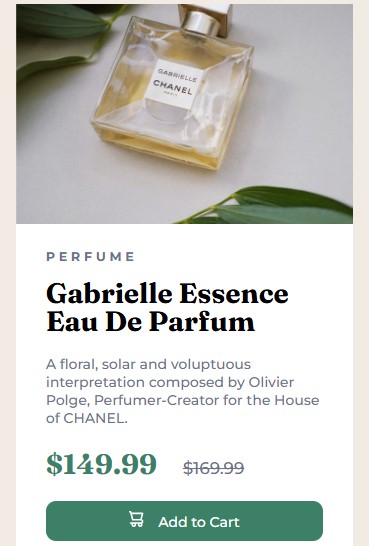 GABRIELLE
CHANEL
PARIS
PERFUME
Gabrielle Essence
Eau De Parfum
A floral, solar and voluptuous
interpretation composed by Olivier
Polge, Perfumer-Creator for the House
of CHANEL.
$149.99 $169.99
Add to Cart